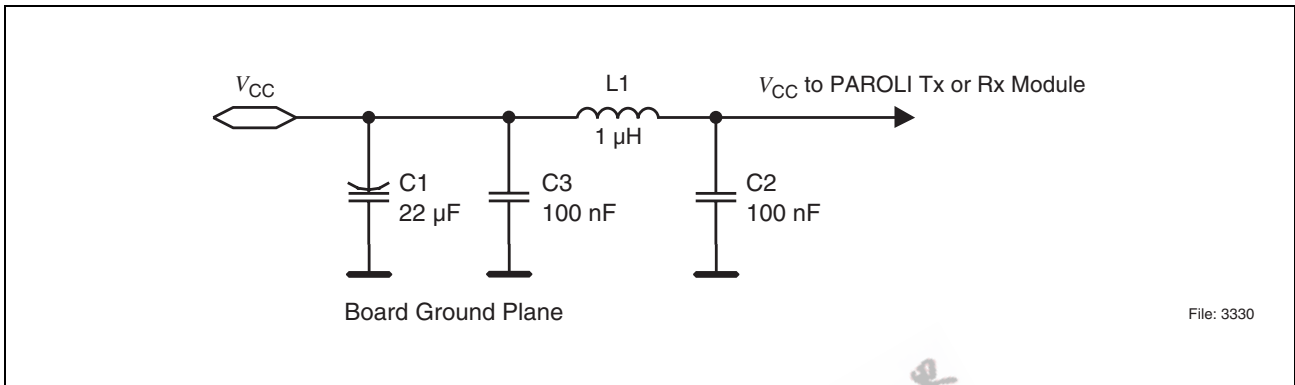 V_CC
L1
V_CC to PAROLI Tx or Rx Module
1 µH
C1
22 µF
C3
100 nF
C2
100 nF
Board Ground Plane
File: 3330